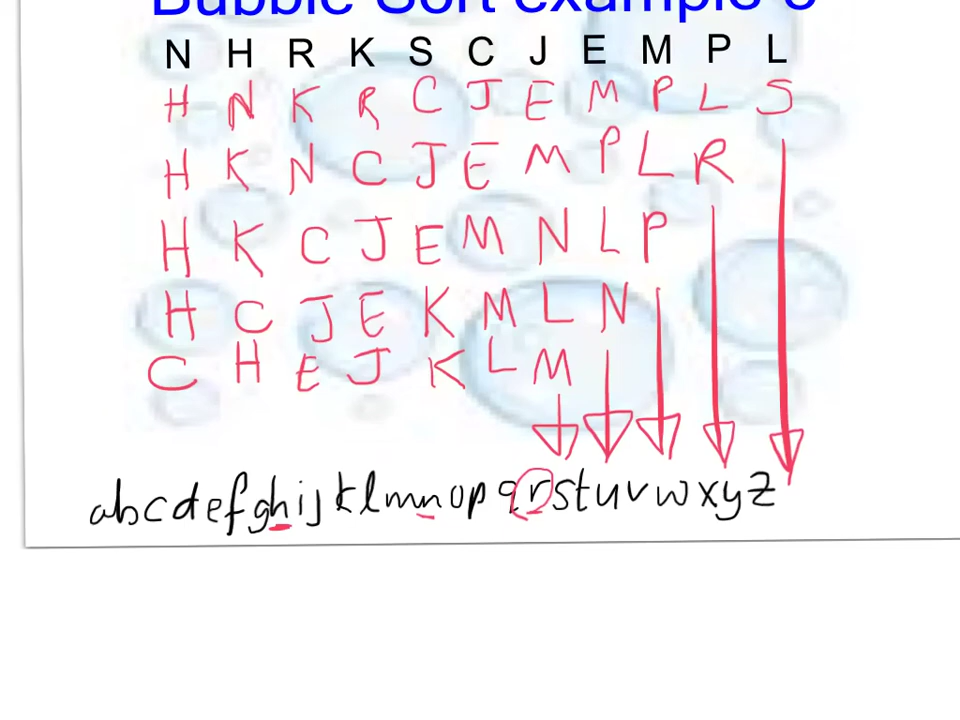 Bubble Sort example 3
N H R K S C J E M P L
H N K R C J E M P L S
H K N C J E M P L R
H K C J E M N L P
H C J E K M L N
C H E J K L M
abcdefghijklmnopqrstuvwxyz